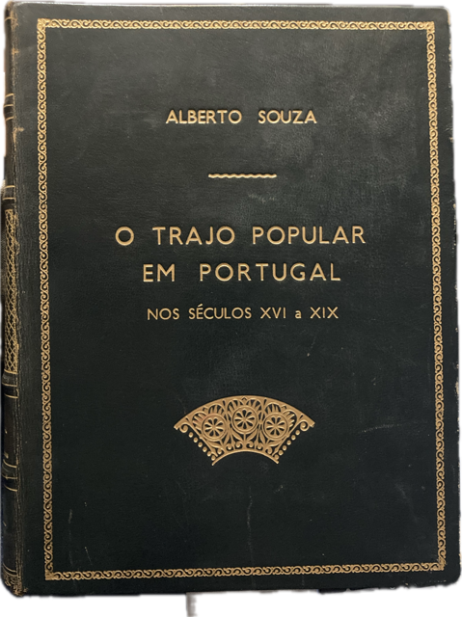 ALBERTO SOUZA
O TRAJO POPULAR
EM PORTUGAL
NOS SÉCULOS XVI a XIX